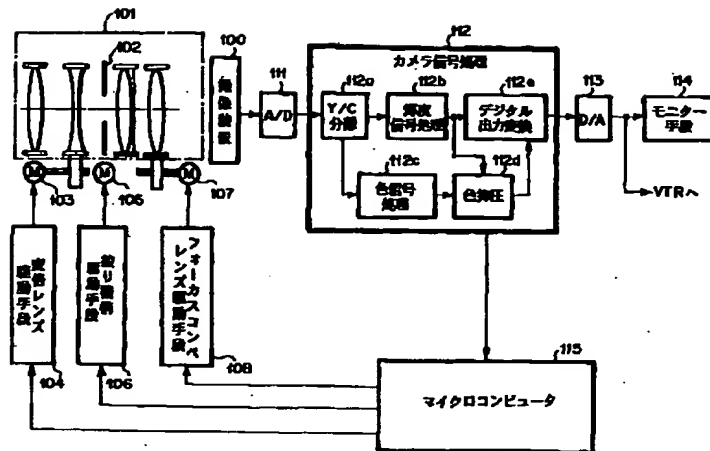 101
102
100
撮像装置
111
A/D
112
カメラ信号処理
112a
Y/C
分離
112b
輝度
信号処理
112e
デジタル
出力変換
112c
色信号
処理
112d
色抑圧
113
D/A
114
モニター
手段
VTRへ
M
103
M
105
M
107
変倍レンズ
駆動手段
104
絞り
駆動手段
106
フォーカスコンペ
レンズ駆動手段
108
115
マイクロコンピュータ